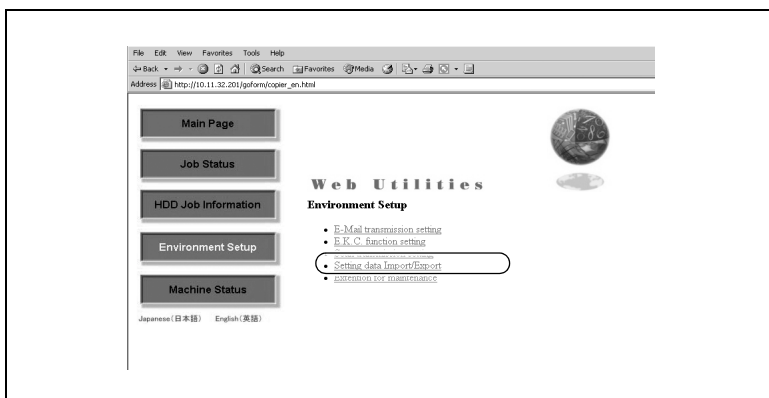 File Edit View Favorites Tools Help
Back Search Favorites Media
Address http://10.11.32.201/goform/copier_en.html
Main Page
Job Status
HDD Job Information
Environment Setup
Machine Status
Japanese(日本語) English(英語)
Web Utilities
Environment Setup
E-Mail transmission setting
E.K.C. function setting
Setting data Import/Export
Extention for maintenance